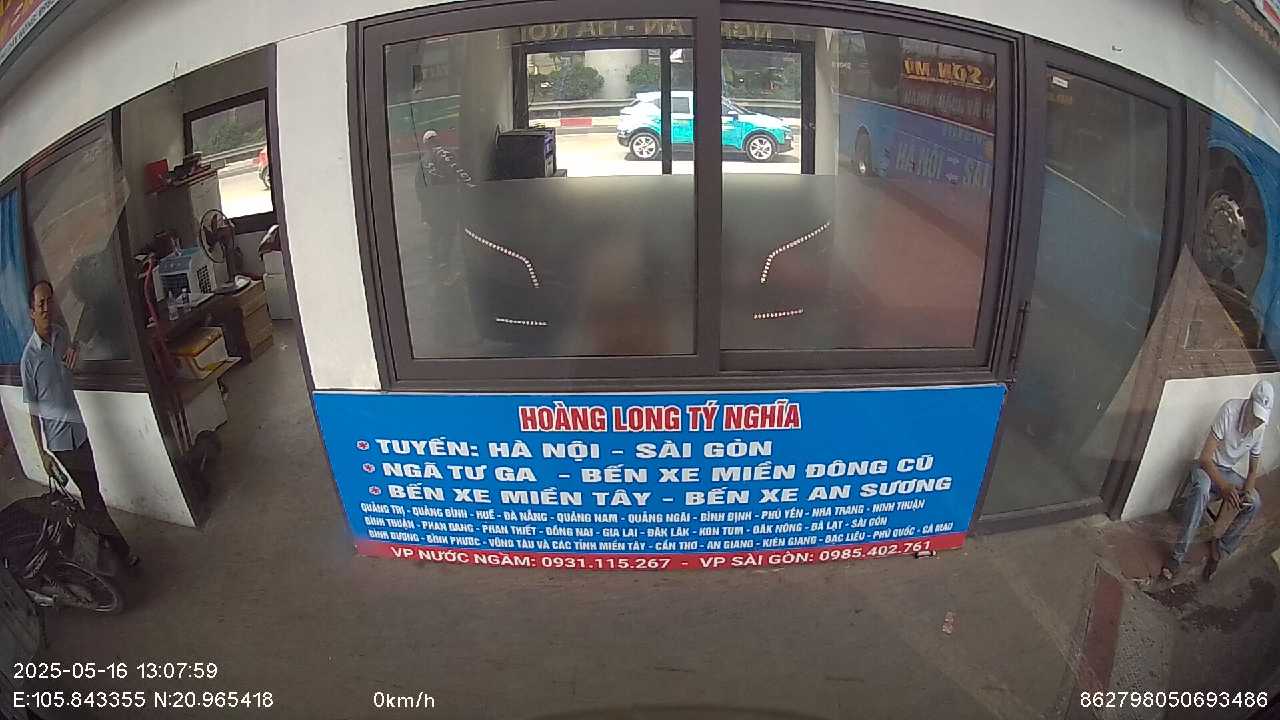 HOÀNG LONG TÝ NGHĨA
TUYẾN: HÀ NỘI - SÀI GÒN
NGÃ TƯ GA - BẾN XE MIỀN ĐÔNG CŨ
BẾN XE MIỀN TÂY - BẾN XE AN SƯƠNG
QUẢNG TRỊ - QUẢNG BÌNH - HUẾ - ĐÀ NẴNG - QUẢNG NAM - QUẢNG NGÃI - BÌNH ĐỊNH - PHÚ YÊN - NHA TRANG - NINH THUẬN
BÌNH THUẬN - PHAN RANG - PHAN THIẾT - ĐỒNG NAI - GIA LAI - ĐĂK LĂK - KON TUM - ĐĂK NÔNG - ĐÀ LẠT - SÀI GÒN
BÌNH DƯƠNG - BÌNH PHƯỚC - VŨNG TÀU VÀ CÁC TỈNH MIỀN TÂY - CẦN THƠ - AN GIANG - KIÊN GIANG - BẠC LIÊU - PHÚ QUỐC - CÀ MAU
VP NƯỚC NGẦM: 0931.115.267 - VP SÀI GÒN: 0985.402.761
2025-05-16 13:07:59
E:105.843355 N:20.965418
0km/h
862798050693486